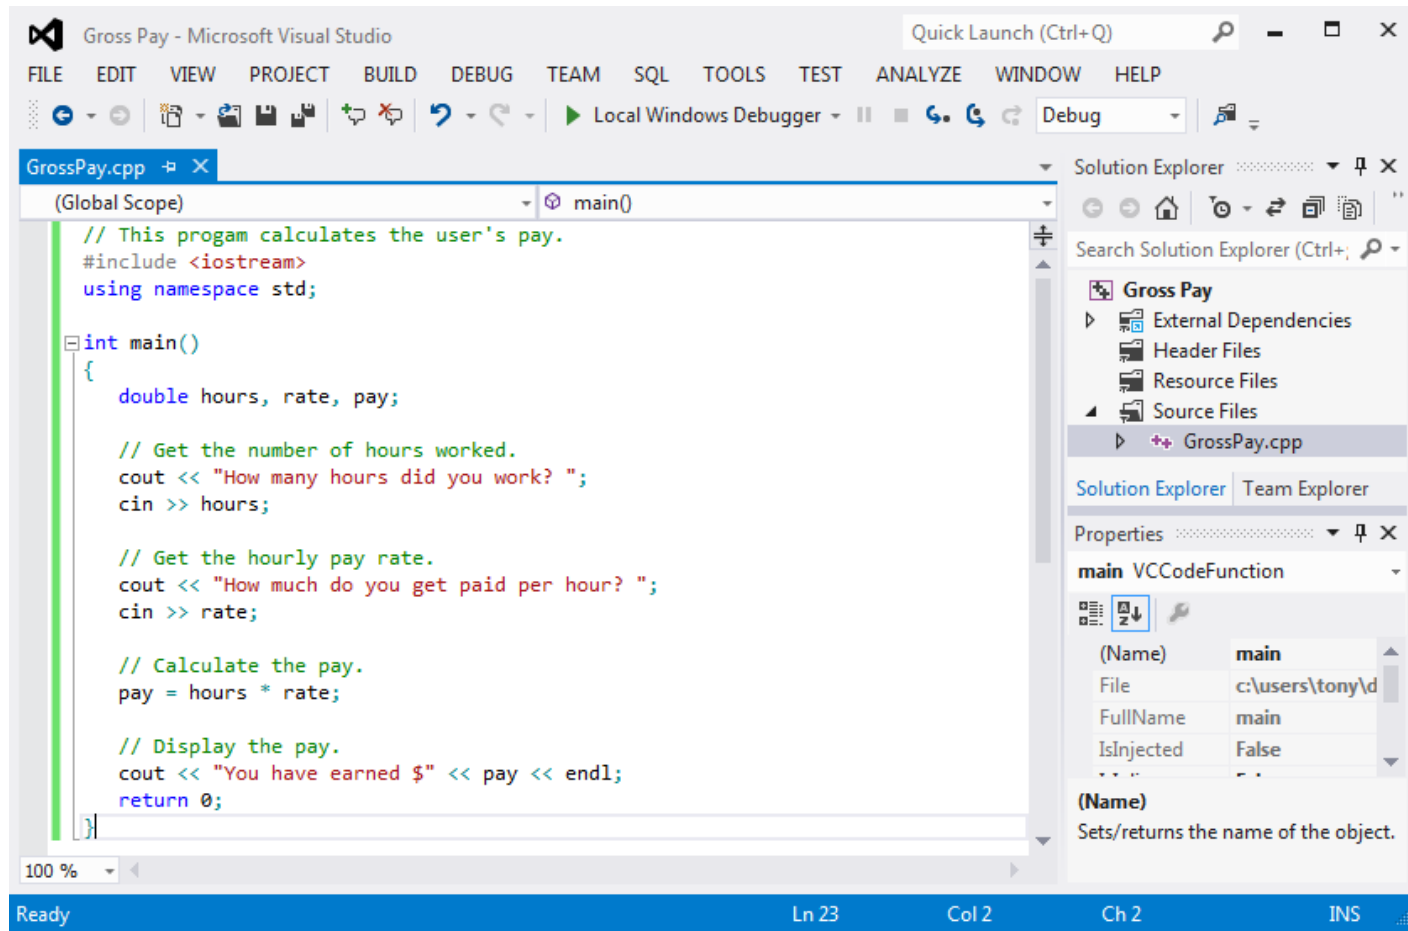 Gross Pay - Microsoft Visual Studio
Quick Launch (Ctrl+Q)
FILE EDIT VIEW PROJECT BUILD DEBUG TEAM SQL TOOLS TEST ANALYZE WINDOW HELP
Local Windows Debugger Debug
GrossPay.cpp
(Global Scope) main()
// This progam calculates the user's pay.
#include <iostream>
using namespace std;
int main()
{
double hours, rate, pay;
// Get the number of hours worked.
cout << "How many hours did you work? ";
cin >> hours;
// Get the hourly pay rate.
cout << "How much do you get paid per hour? ";
cin >> rate;
// Calculate the pay.
pay = hours * rate;
// Display the pay.
cout << "You have earned $" << pay << endl;
return 0;
}
100 %
Solution Explorer
Search Solution Explorer (Ctrl+;
Gross Pay
External Dependencies
Header Files
Resource Files
Source Files
GrossPay.cpp
Solution Explorer Team Explorer
Properties
main VCCodeFunction
(Name) main
File c:\users\tony\d
FullName main
IsInjected False
(Name)
Sets/returns the name of the object.
Ready Ln 23 Col 2 Ch 2 INS